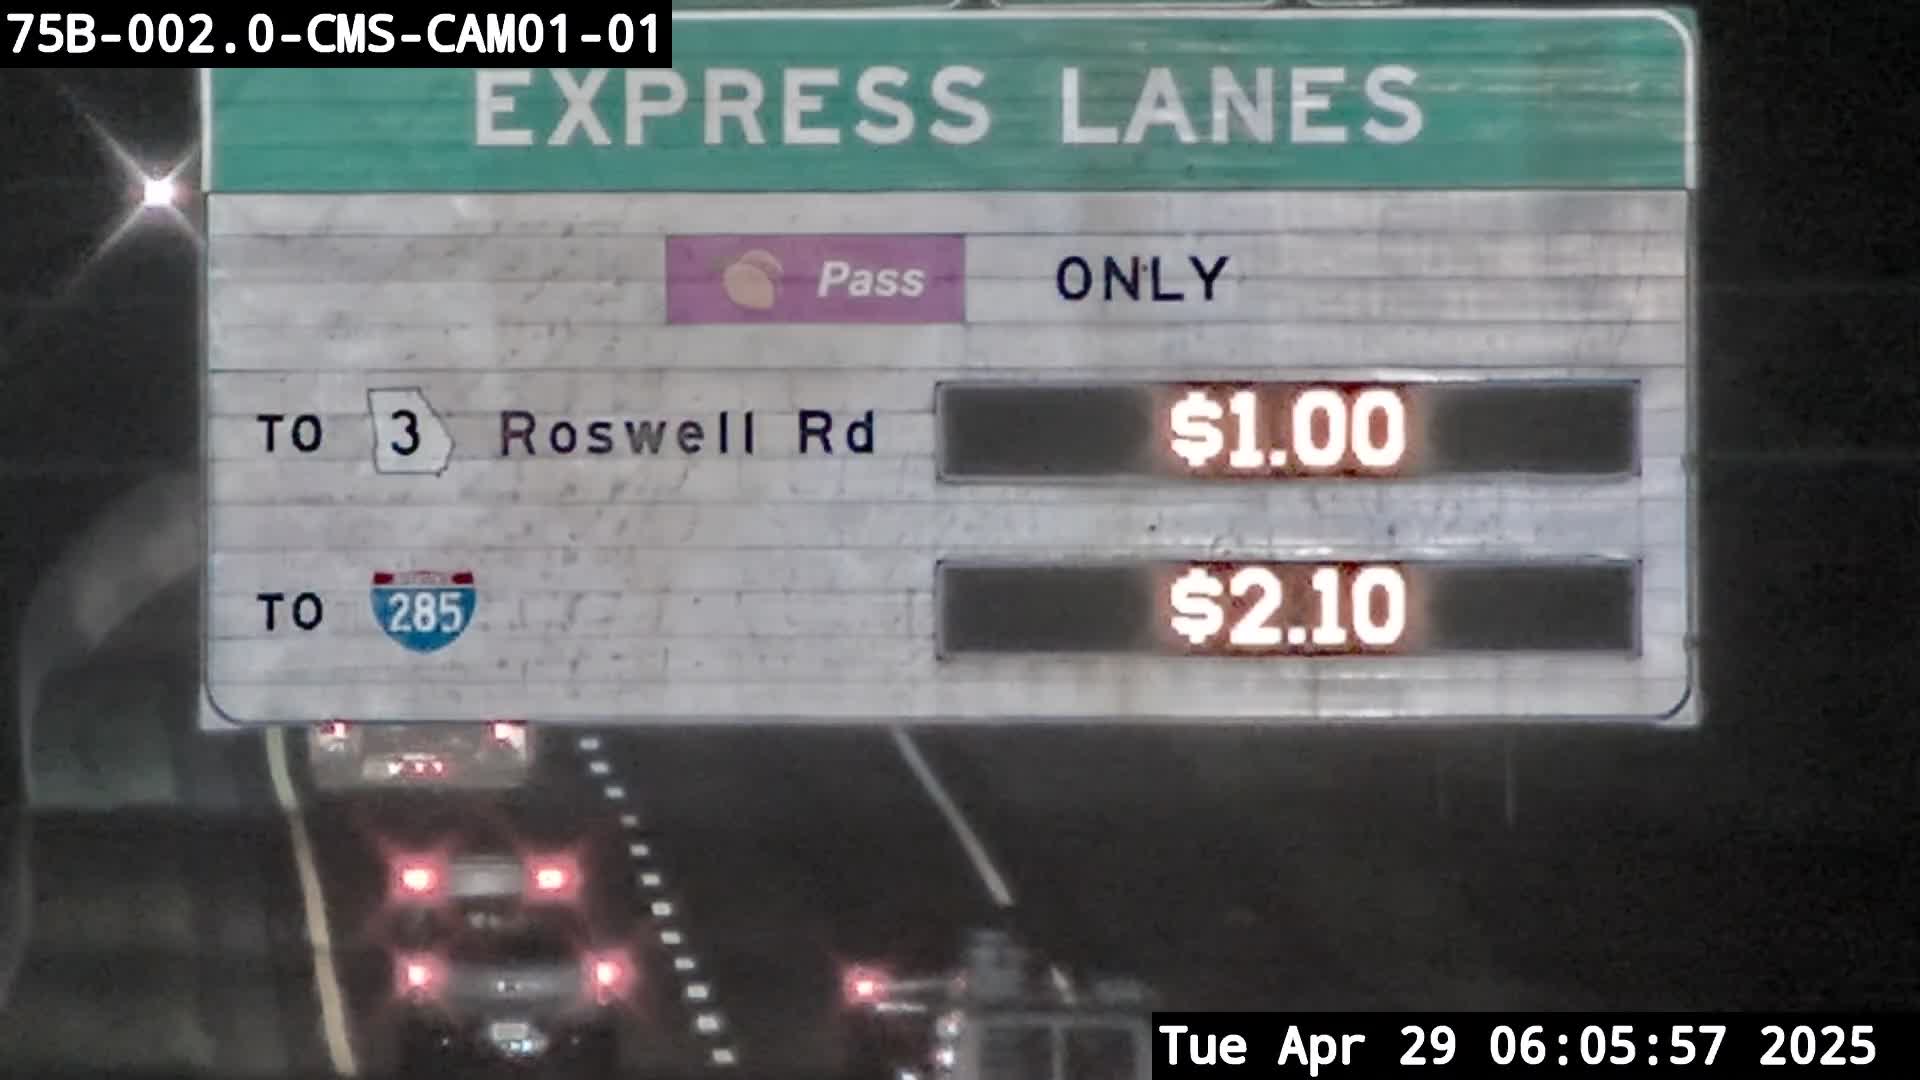 75B-002.0-CMS-CAM01-01
EXPRESS LANES
Pass ONLY
TO 3 Roswell Rd $1.00
TO 285 $2.10
Tue Apr 29 06:05:57 2025